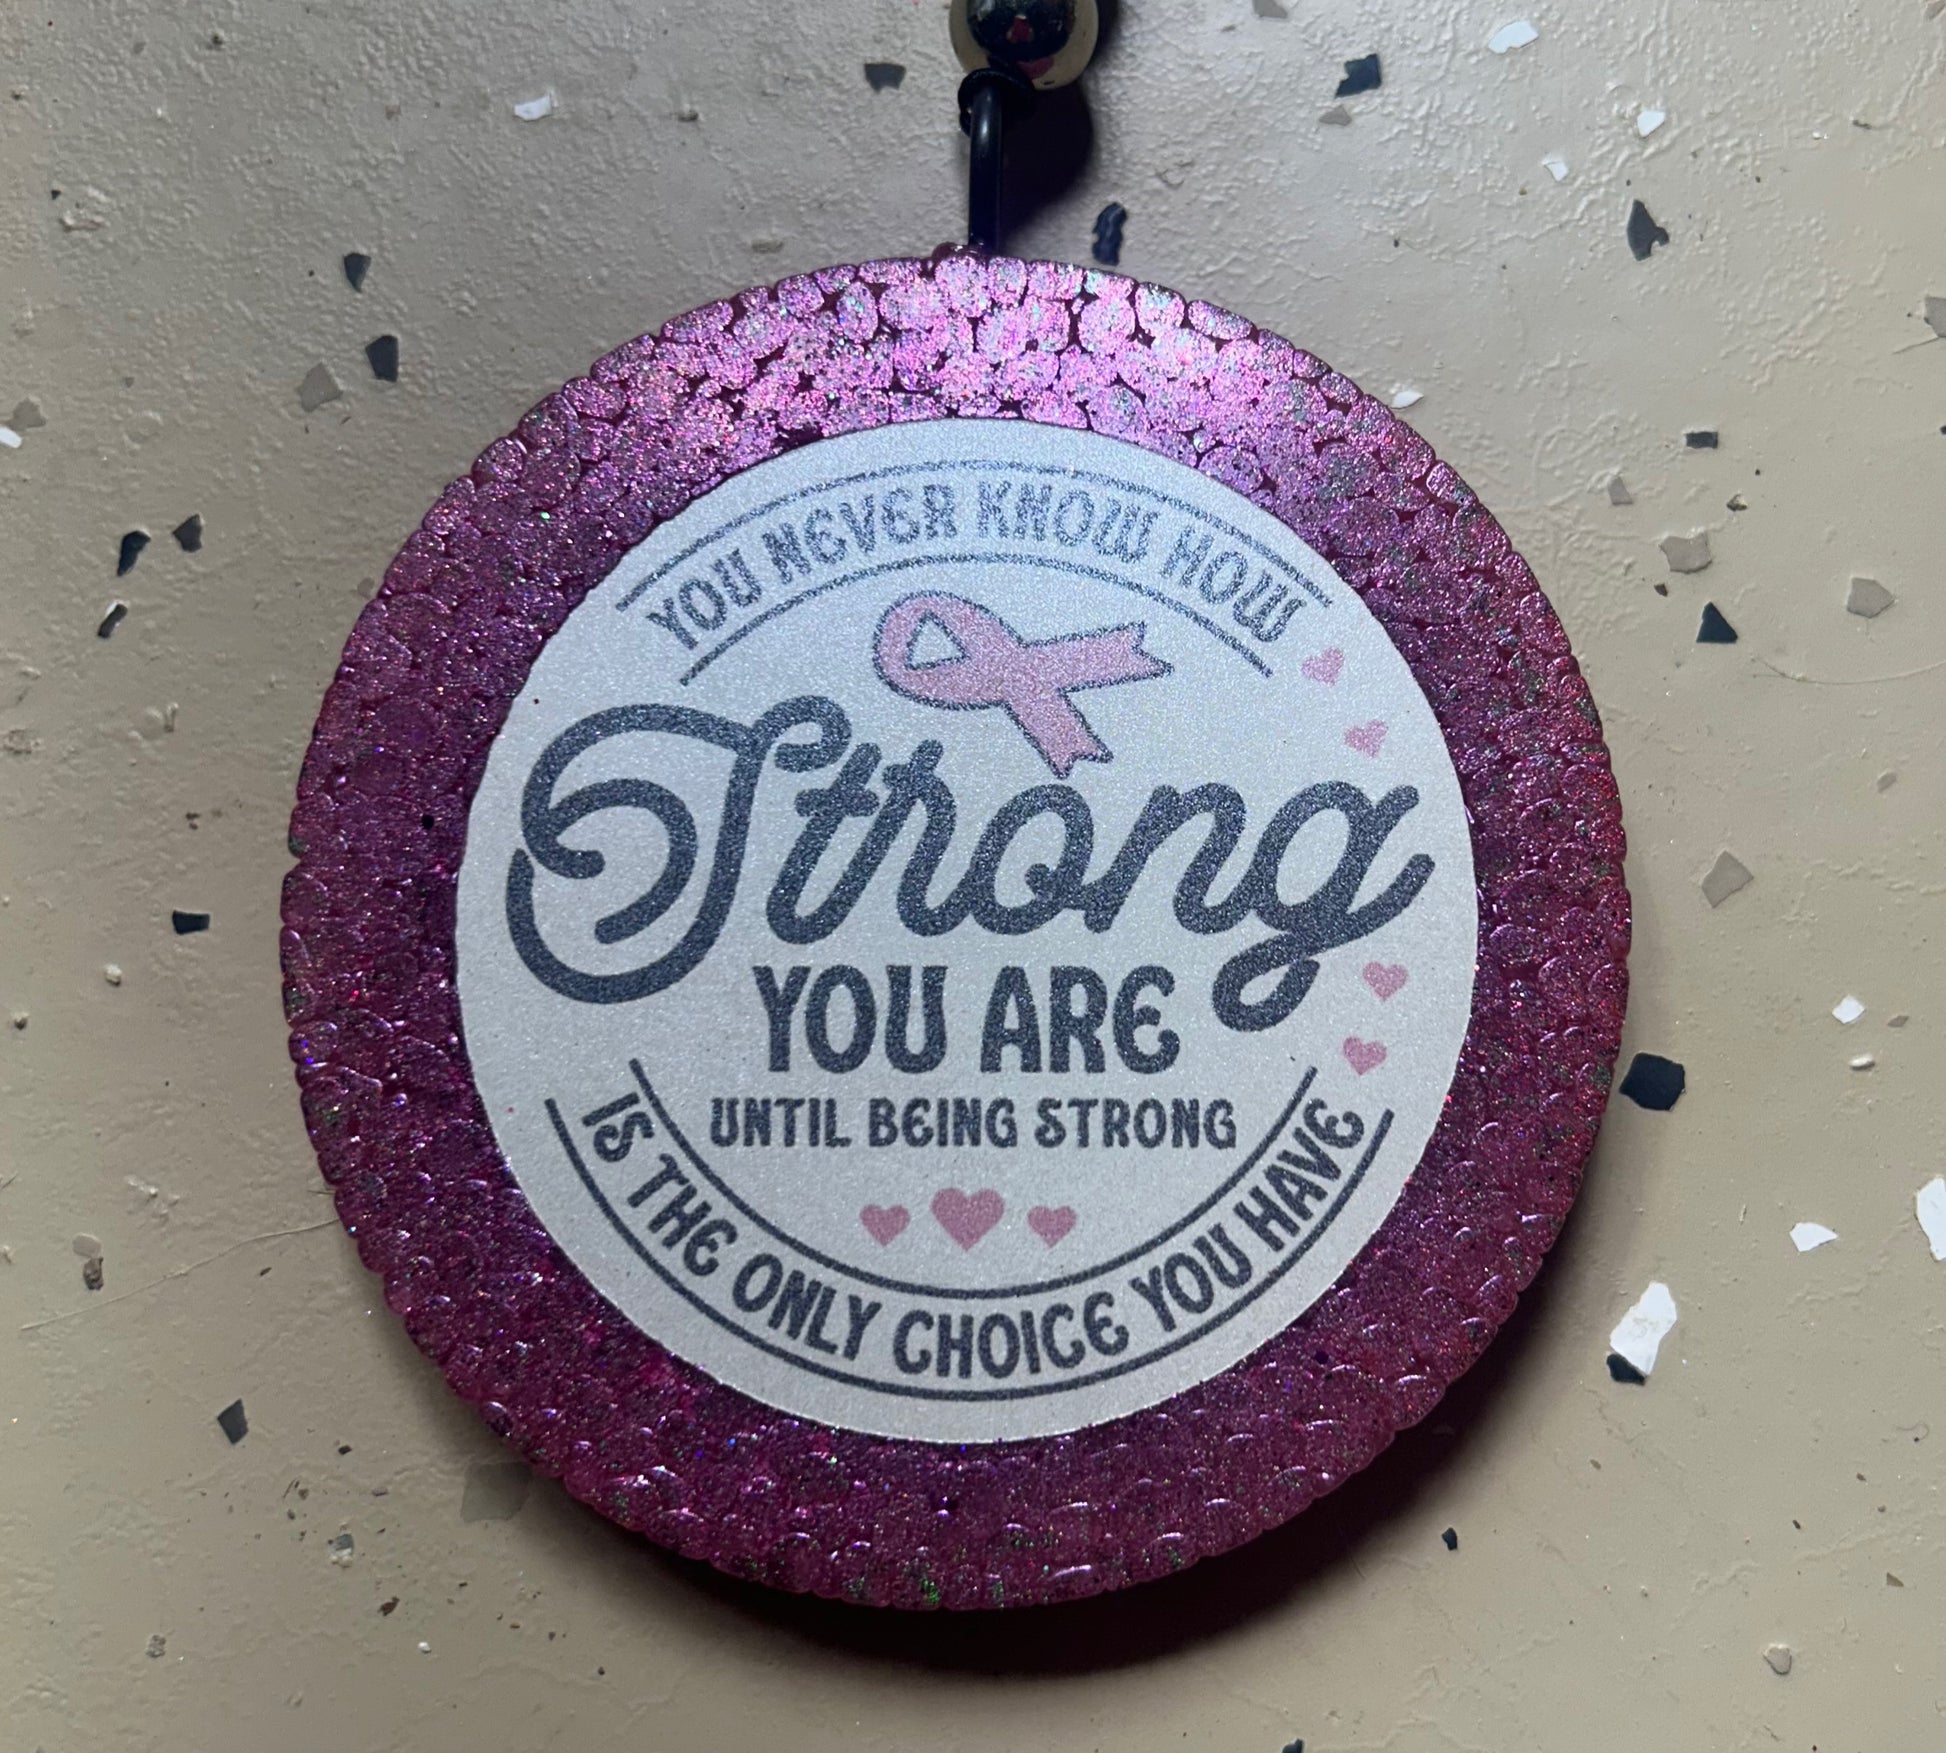 YOU NEVER KNOW HOW
Strong
YOU ARE
UNTIL BEING STRONG
IS THE ONLY CHOICE YOU HAVE